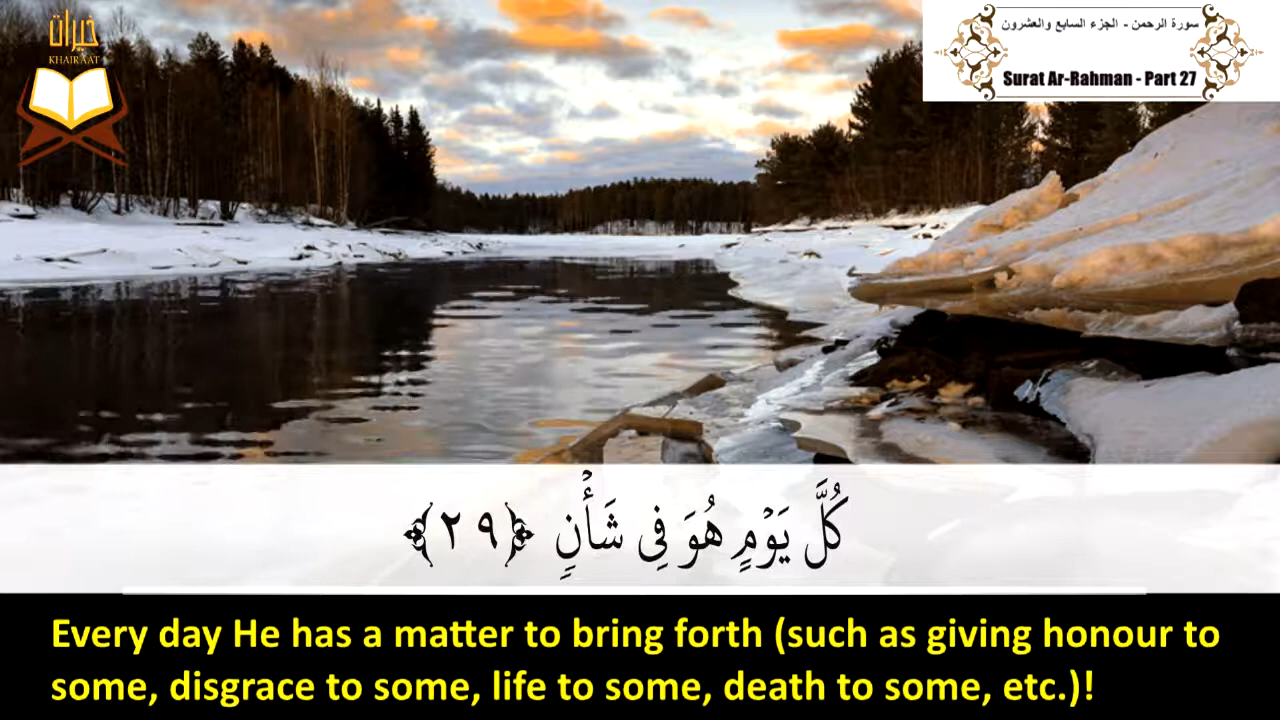 خيرات
KHAIRAAT
سورة الرحمن - الجزء السابع والعشرون
Surat Ar-Rahman - Part 27
كُلَّ يَوْمٍ هُوَ فِى شَأْنٍ ﴿٢٩﴾
Every day He has a matter to bring forth (such as giving honour to
some, disgrace to some, life to some, death to some, etc.)!